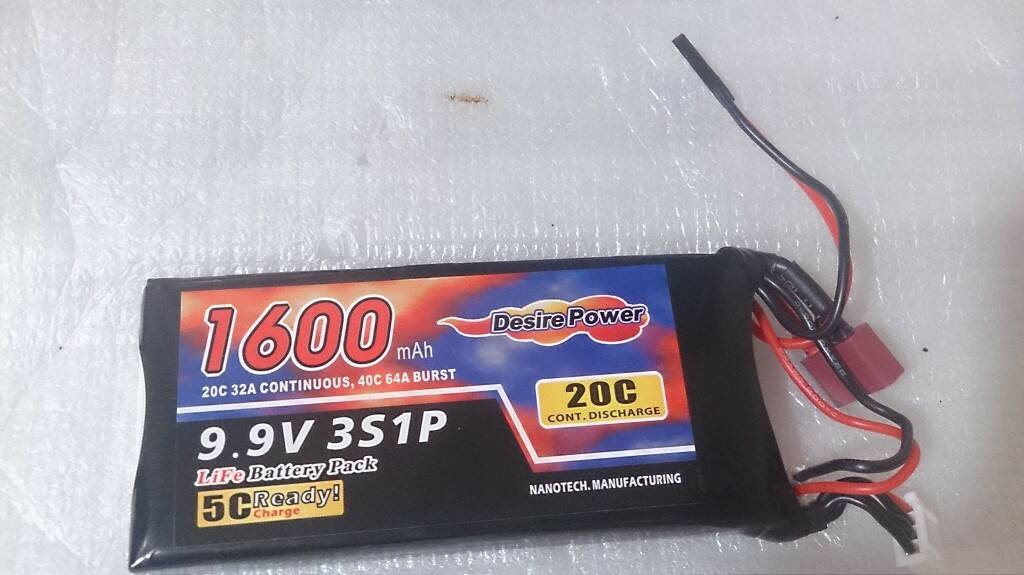 1600 mAh
Desire Power
20C 32A CONTINUOUS, 40C 64A BURST
20C
CONT. DISCHARGE
9.9V 3S1P
LiFe Battery Pack
5C Ready!
Charge
NANOTECH. MANUFACTURING